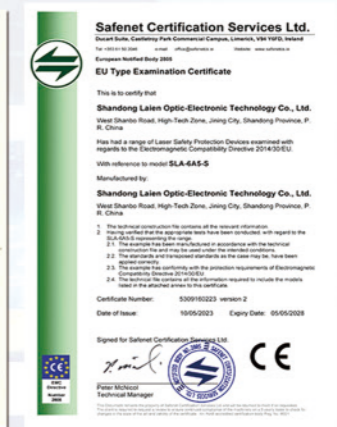 Safenet Certification Services Ltd.
Ducart Suite, Castletroy Park Commercial Campus, Limerick, V94 Y6FD, Ireland
European Notified Body 2805
EU Type Examination Certificate
This is to certify that
Shandong Laien Optic-Electronic Technology Co., Ltd.
West Shanbo Road, High-Tech Zone, Jining City, Shandong Province, P.
R. China
Has had a range of Laser Safety Protection Devices examined with
regards to the Electromagnetic Compatibility Directive 2014/30/EU.
With reference to model SLA-6A5-S
Manufactured by:
Shandong Laien Optic-Electronic Technology Co., Ltd.
West Shanbo Road, High-Tech Zone, Jining City, Shandong Province, P.
R. China
1. The technical construction file contains all the relevant information.
2. Having verified that the appropriate tests have been conducted, with regard to the
SLA-6A5-S representing the range.
2.1. The example has been manufactured in accordance with the technical
construction file and may be used under the intended conditions.
2.2. The standards and transposed standards as the case may be, have been
applied correctly.
2.3. The example has conformity with the protection requirements of Electromagnetic
Compatibility Directive 2014/30/EU
2.4. The technical file contains all the information required to include the models
listed in the attached annex to this certificate.
Certificate Number: 5309160223 version 2
Date of Issue: 10/05/2023 Expiry Date: 05/05/2028
Signed for Safenet Certification Services Ltd.
CE
Peter McNicol
Technical Manager
CE
EMC
Directive
Number
2805